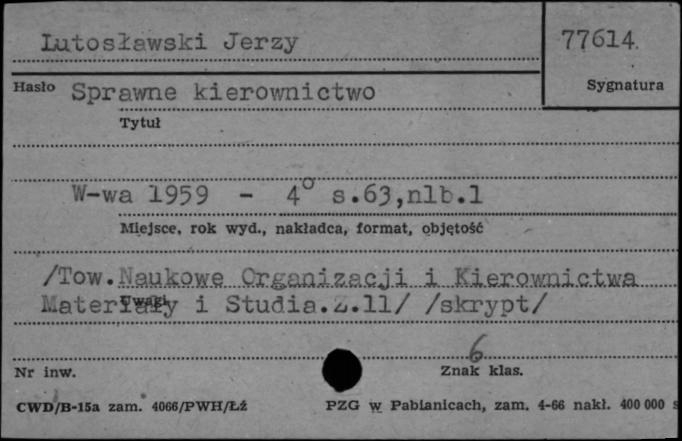 Lutosławski Jerzy
77614
Hasło
Sygnatura
Sprawne kierownictwo
Tytuł
W-wa 1959 - 4° s.63,nlb.1
Miejsce, rok wyd., nakładca, format, objętość
/Tow.Naukowe Organizacji i Kierownictwa
Materiały i Studia.Z.11/ /skrypt/
Uwagi
6
Nr inw.
Znak klas.
CWD/B-15a zam. 4066/PWH/Łż
PZG w Pabianicach, zam. 4-66 nakł. 400 000 s